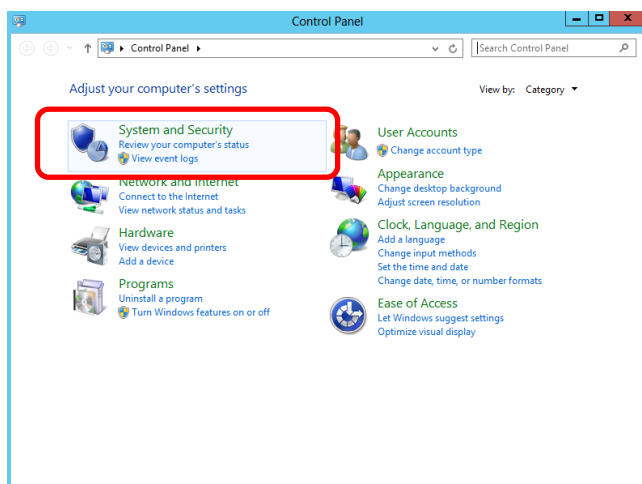 Control Panel
Control Panel
Search Control Panel
Adjust your computer's settings
View by: Category
System and Security
Review your computer's status
View event logs
Network and Internet
Connect to the Internet
View network status and tasks
Hardware
View devices and printers
Add a device
Programs
Uninstall a program
Turn Windows features on or off
User Accounts
Change account type
Appearance
Change desktop background
Adjust screen resolution
Clock, Language, and Region
Add a language
Change input methods
Set the time and date
Change date, time, or number formats
Ease of Access
Let Windows suggest settings
Optimize visual display